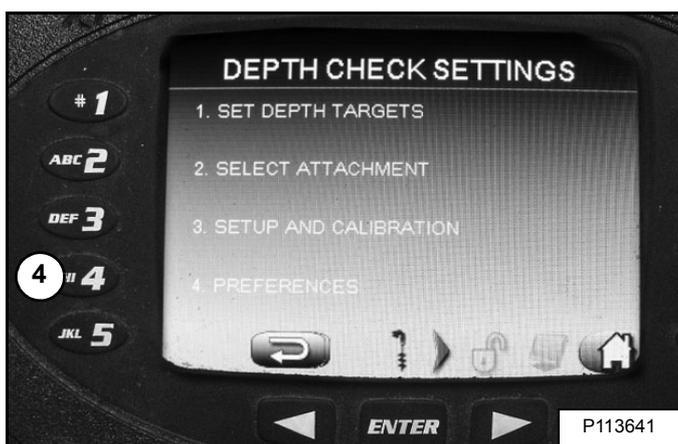 DEPTH CHECK SETTINGS
# 1
1. SET DEPTH TARGETS
ABC 2
2. SELECT ATTACHMENT
DEF 3
3. SETUP AND CALIBRATION
4
4
4. PREFERENCES
JKL 5
ENTER
P113641